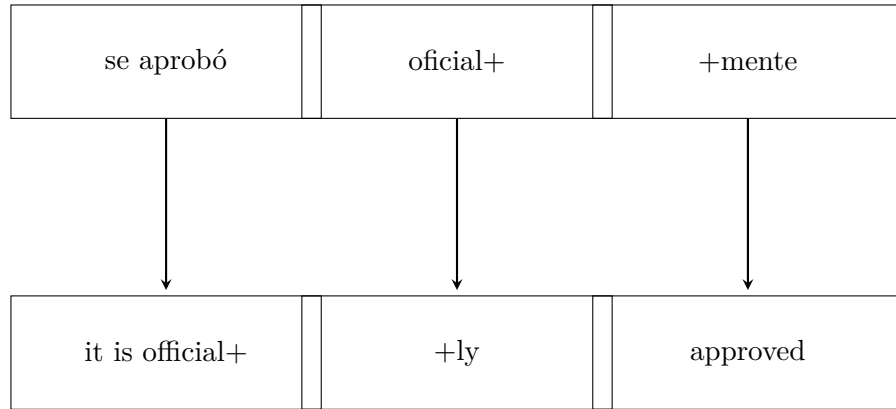 se aprobó oficial+ +mente
it is official+ +ly approved